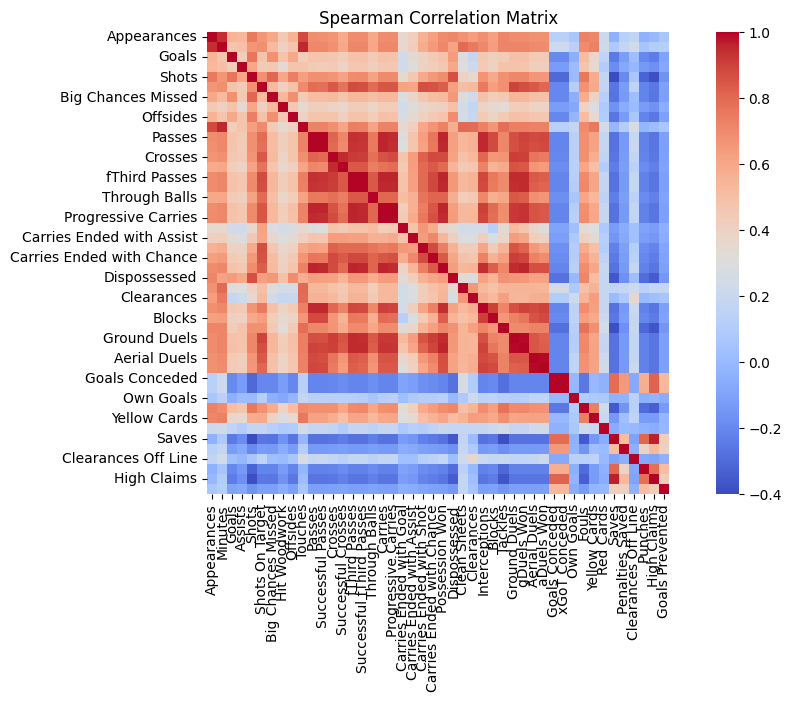 Spearman Correlation Matrix
Appearances
Goals
Shots
Big Chances Missed
Offsides
Passes
Crosses
fThird Passes
Through Balls
Progressive Carries
Carries Ended with Assist
Carries Ended with Chance
Dispossessed
Clearances
Blocks
Ground Duels
Aerial Duels
Goals Conceded
Own Goals
Yellow Cards
Saves
Clearances Off Line
High Claims
1.0
0.8
0.6
0.4
0.2
0.0
−0.2
−0.4
Appearances
Minutes
Goals
Assists
Shots
Shots On Target
Big Chances Missed
Hit Woodwork
Offsides
Touches
Passes
Successful Passes
Crosses
Successful Crosses
fThird Passes
Successful fThird Passes
Through Balls
Carries
Progressive Carries
Carries Ended with Goal
Carries Ended with Assist
Carries Ended with Shot
Carries Ended with Chance
Possession Won
Dispossessed
Clean Sheets
Clearances
Interceptions
Blocks
Tackles
Ground Duels
gDuels Won
Aerial Duels
aDuels Won
Goals Conceded
xGoT Conceded
Own Goals
Fouls
Yellow Cards
Red Cards
Saves
Penalties Saved
Clearances Off Line
Punches
High Claims
Goals Prevented